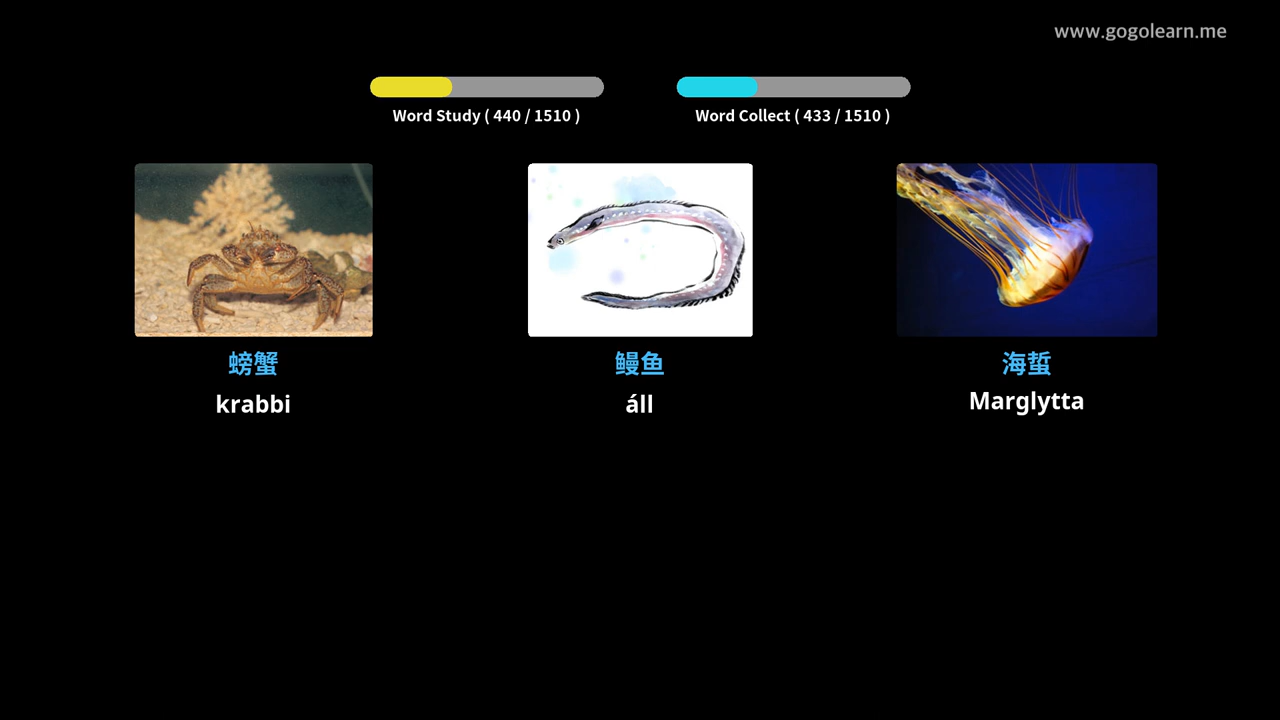 www.gogolearn.me
Word Study ( 440 / 1510 )
Word Collect ( 433 / 1510 )
螃蟹
鳗鱼
海蜇
krabbi
áll
Marglytta